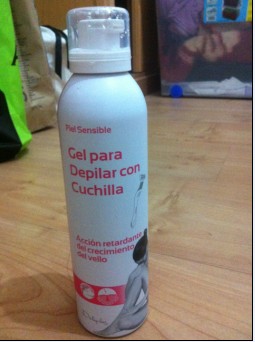 Piel Sensible
Gel para
Depilar con
Cuchilla
Acción retardante
del crecimiento
del vello